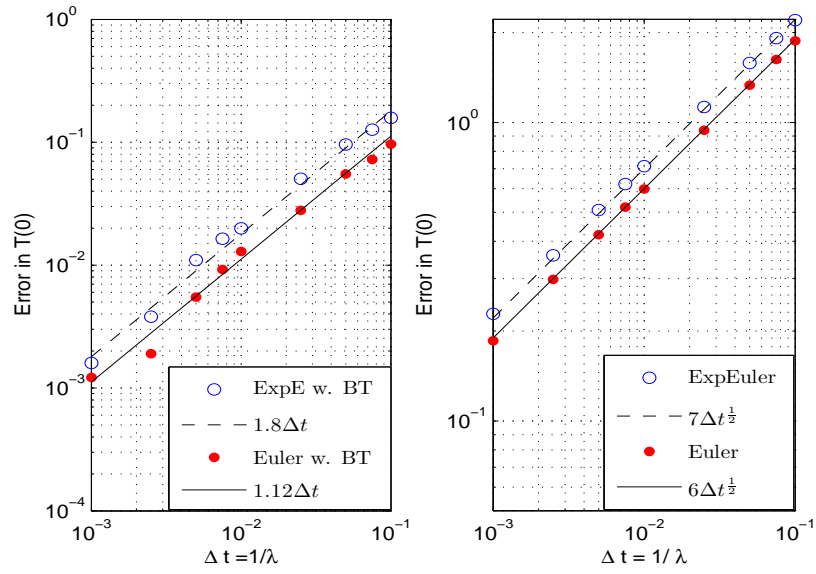 Error in T(0)
10^0
10^-1
10^-2
10^-3
10^-4
10^-3
10^-2
10^-1
Δ t =1/λ
ExpE w. BT
1.8Δt
Euler w. BT
1.12Δt
Error in T(0)
10^0
10^-1
10^-3
10^-2
10^-1
Δ t = 1/ λ
ExpEuler
7Δt^{1/2}
Euler
6Δt^{1/2}